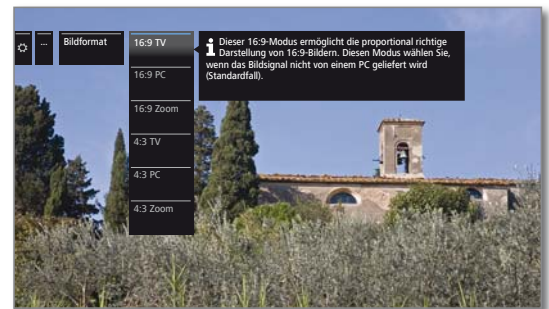 ...
Bildformat
16:9 TV
16:9 PC
16:9 Zoom
4:3 TV
4:3 PC
4:3 Zoom
i Dieser 16:9-Modus ermöglicht die proportional richtige
Darstellung von 16:9-Bildern. Diesen Modus wählen Sie,
wenn das Bildsignal nicht von einem PC geliefert wird
(Standardfall).